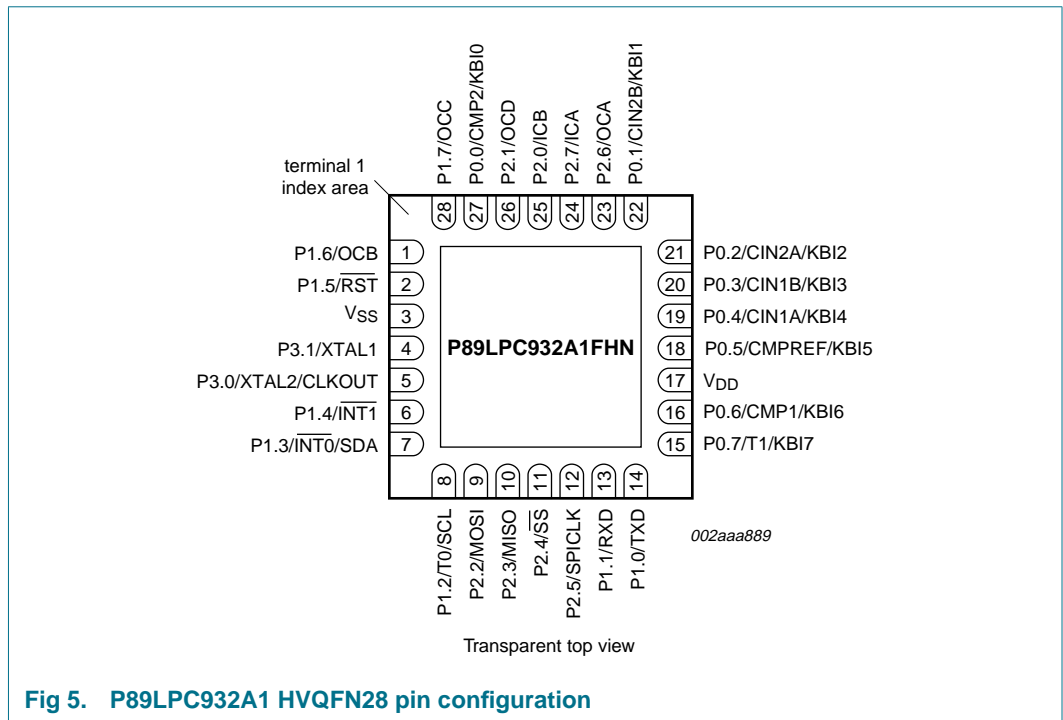 P1.7/OCC
P0.0/CMP2/KBI0
P2.1/OCD
P2.0/ICB
P2.7/ICA
P2.6/OCA
P0.1/CIN2B/KBI1
terminal 1
index area
28
27
26
25
24
23
22
P1.6/OCB 1
P1.5/R̅S̅T̅ 2
VSS 3
P3.1/XTAL1 4
P3.0/XTAL2/CLKOUT 5
P1.4/I̅N̅T̅1̅ 6
P1.3/I̅N̅T̅0̅/SDA 7
P89LPC932A1FHN
21 P0.2/CIN2A/KBI2
20 P0.3/CIN1B/KBI3
19 P0.4/CIN1A/KBI4
18 P0.5/CMPREF/KBI5
17 VDD
16 P0.6/CMP1/KBI6
15 P0.7/T1/KBI7
8
9
10
11
12
13
14
P1.2/T0/SCL
P2.2/MOSI
P2.3/MISO
P2.4/S̅S̅
P2.5/SPICLK
P1.1/RXD
P1.0/TXD
002aaa889
Transparent top view
Fig 5. P89LPC932A1 HVQFN28 pin configuration